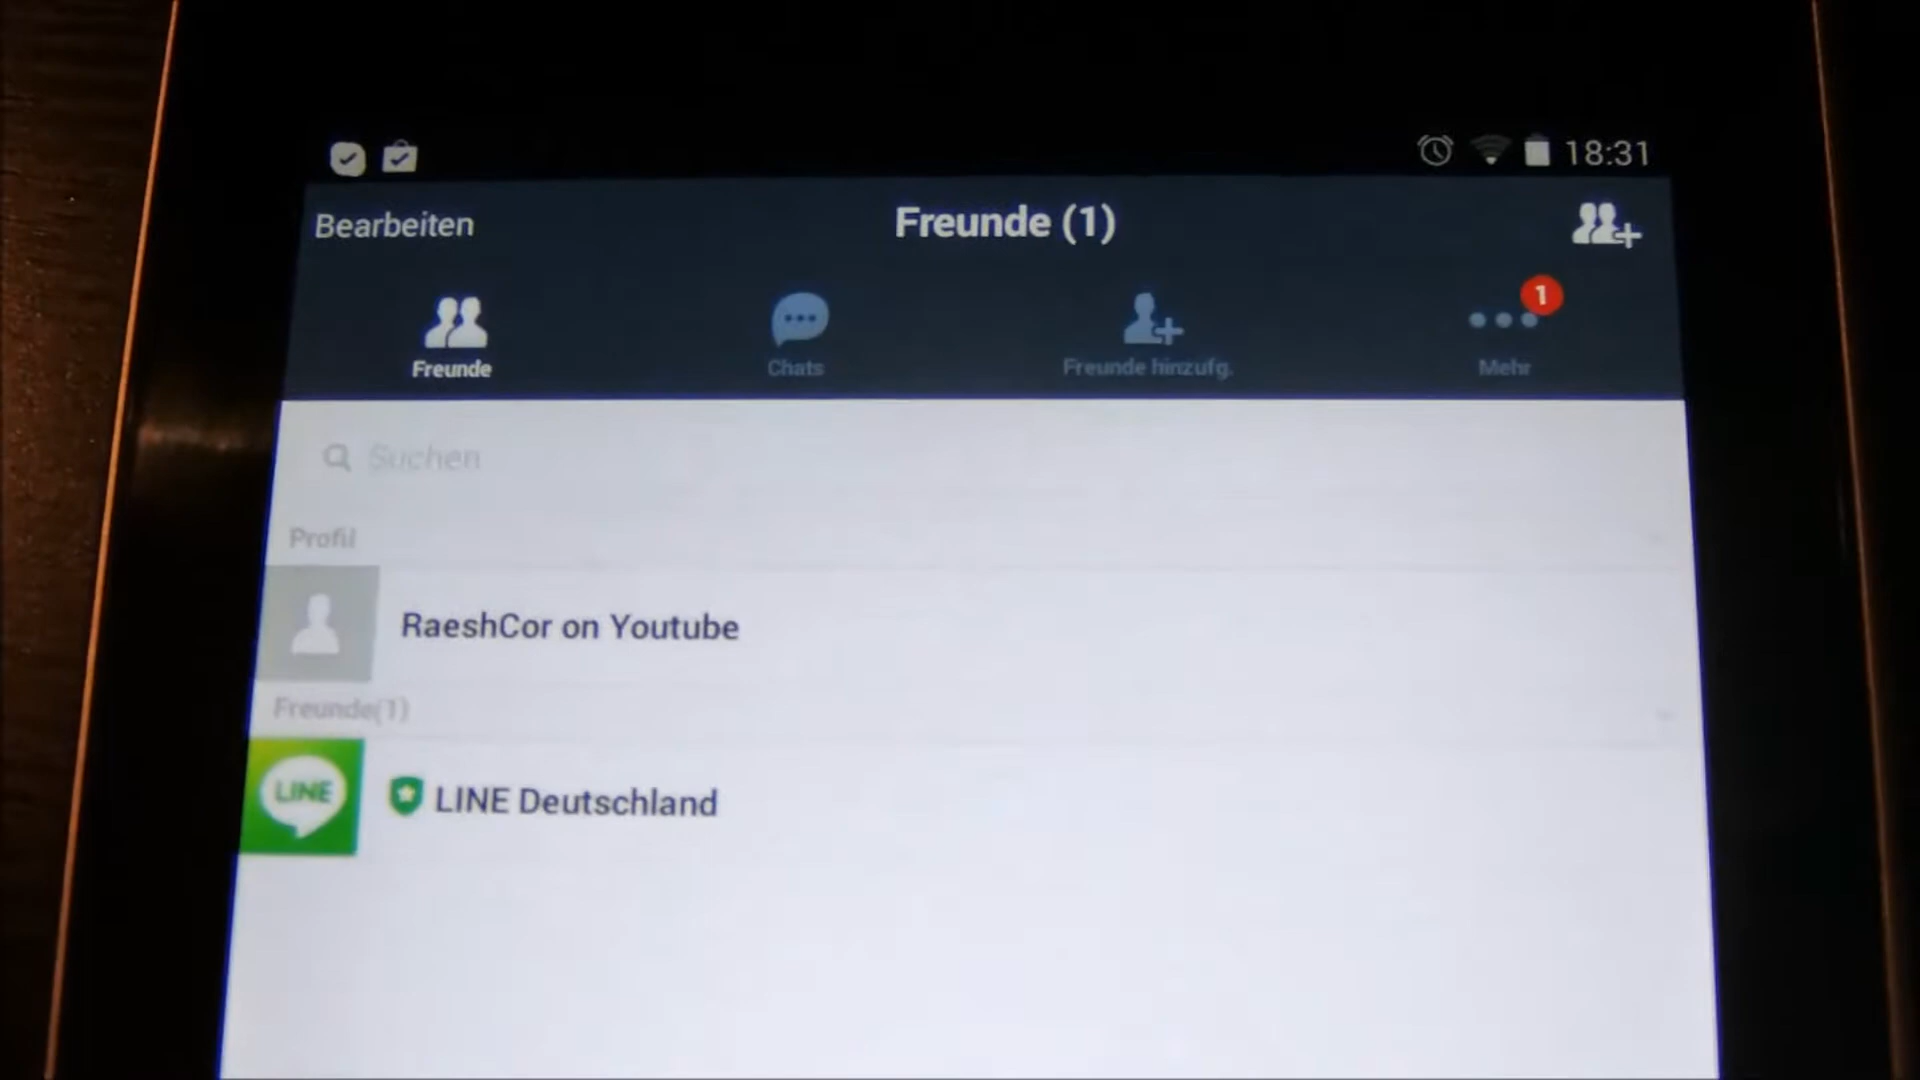 18:31
Bearbeiten
Freunde (1)
1
Freunde
Chats
Freunde hinzufg.
Mehr
Suchen
Profil
RaeshCor on Youtube
Freunde(1)
LINE
LINE Deutschland